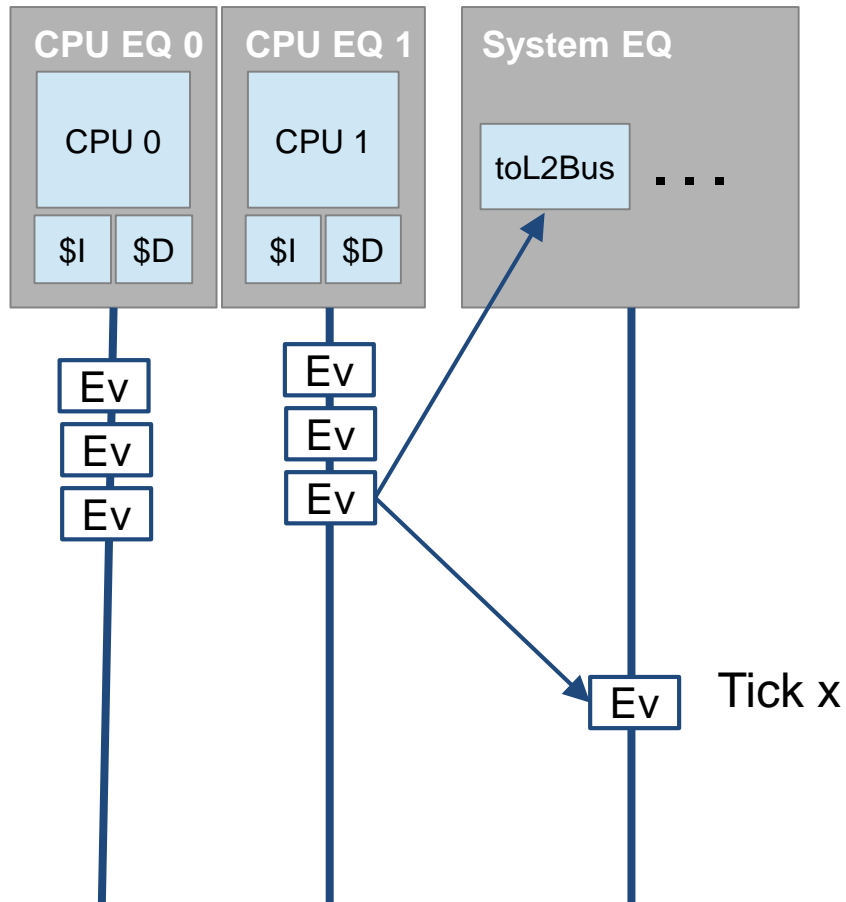 CPU EQ 0
CPU EQ 1
System EQ
CPU 0
CPU 1
toL2Bus
. . .
$I
$D
$I
$D
Ev
Ev
Ev
Ev
Ev
Ev
Ev
Tick x